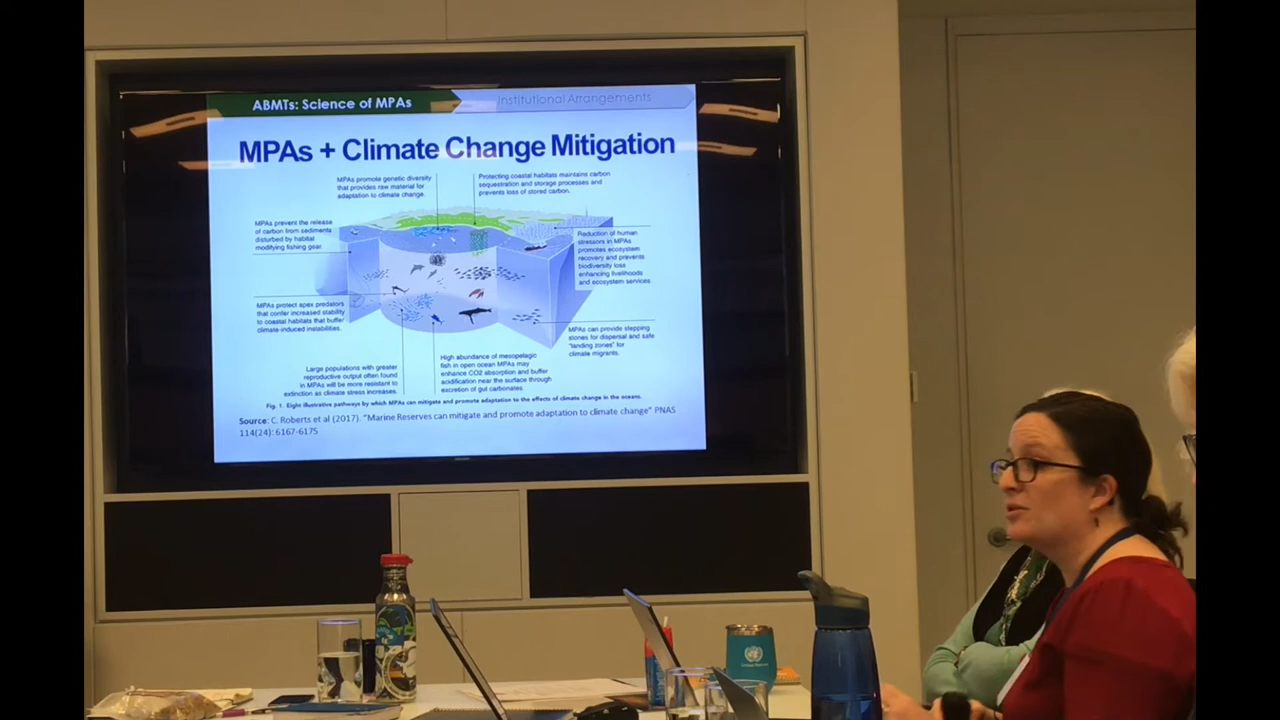 ABMTs: Science of MPAs
Institutional Arrangements
MPAs + Climate Change Mitigation
MPAs promote genetic diversity
that provides raw material for
adaptation to climate change.
Protecting coastal habitats maintains carbon
sequestration and storage processes and
prevents loss of stored carbon.
MPAs prevent the release
of carbon from sediments
disturbed by habitat
modifying fishing gear.
Reduction of human
stressors in MPAs
promotes ecosystem
recovery and prevents
biodiversity loss
enhancing livelihoods
and ecosystem services.
MPAs protect apex predators
that confer increased stability
to coastal habitats that buffer
climate-induced instabilities.
MPAs can provide stepping
stones for dispersal and safe
"landing zones" for
climate migrants.
Large populations with greater
reproductive output often found
in MPAs will be more resistant to
extinction as climate stress increases.
High abundance of mesopelagic
fish in open ocean MPAs may
enhance CO2 absorption and buffer
acidification near the surface through
excretion of gut carbonates.
Fig. 1. Eight illustrative pathways by which MPAs can mitigate and promote adaptation to the effects of climate change in the oceans.
Source: C. Roberts et al (2017). "Marine Reserves can mitigate and promote adaptation to climate change" PNAS
114(24): 6167-6175
United Nations